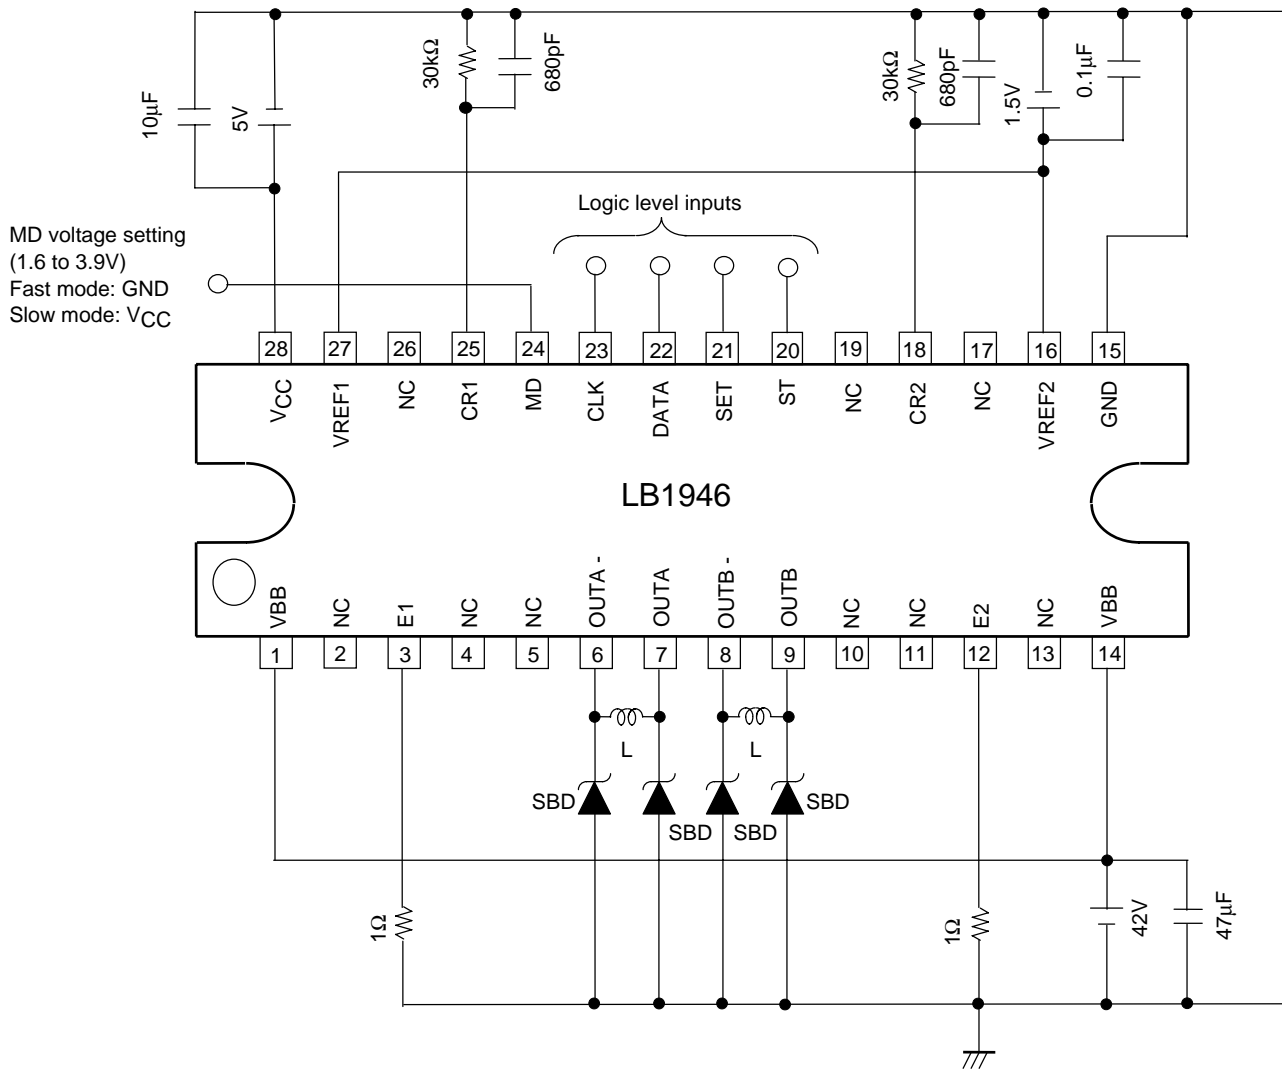 10µF
5V
30kΩ
680pF
30kΩ
680pF
1.5V
0.1µF
Logic level inputs
MD voltage setting
(1.6 to 3.9V)
Fast mode: GND
Slow mode: VCC
28 27 26 25 24 23 22 21 20 19 18 17 16 15
VCC VREF1 NC CR1 MD CLK DATA SET ST NC CR2 NC VREF2 GND
LB1946
VBB NC E1 NC NC OUTA - OUTA OUTB - OUTB NC NC E2 NC VBB
1 2 3 4 5 6 7 8 9 10 11 12 13 14
L L
SBD SBD
SBD SBD
1Ω 1Ω 42V 47µF